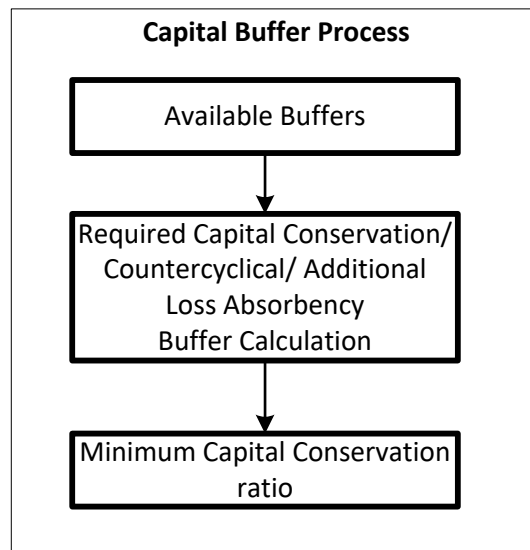 Capital Buffer Process
Available Buffers
Required Capital Conservation/
Countercyclical/ Additional
Loss Absorbency
Buffer Calculation
Minimum Capital Conservation
ratio